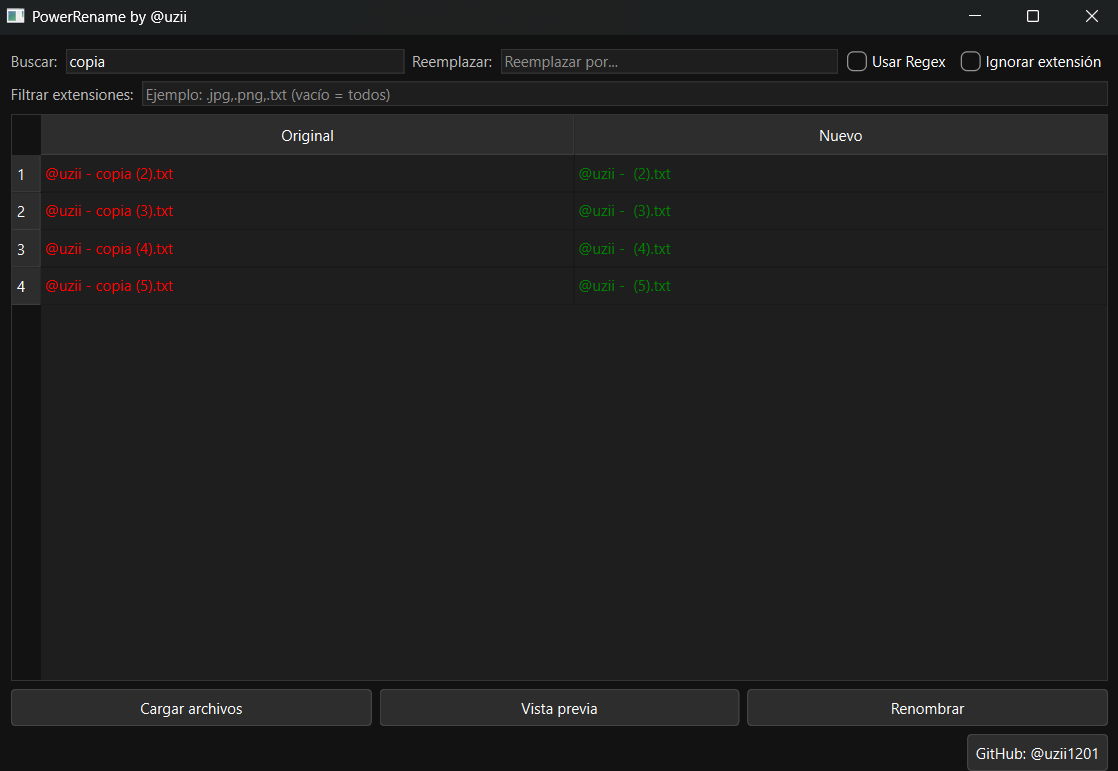 PowerRename by @uzii
Buscar: copia Reemplazar: Reemplazar por... Usar Regex Ignorar extensión
Filtrar extensiones: Ejemplo: .jpg,.png,.txt (vacío = todos)
Original Nuevo
1 @uzii - copia (2).txt @uzii -  (2).txt
2 @uzii - copia (3).txt @uzii -  (3).txt
3 @uzii - copia (4).txt @uzii -  (4).txt
4 @uzii - copia (5).txt @uzii -  (5).txt
Cargar archivos Vista previa Renombrar
GitHub: @uzii1201